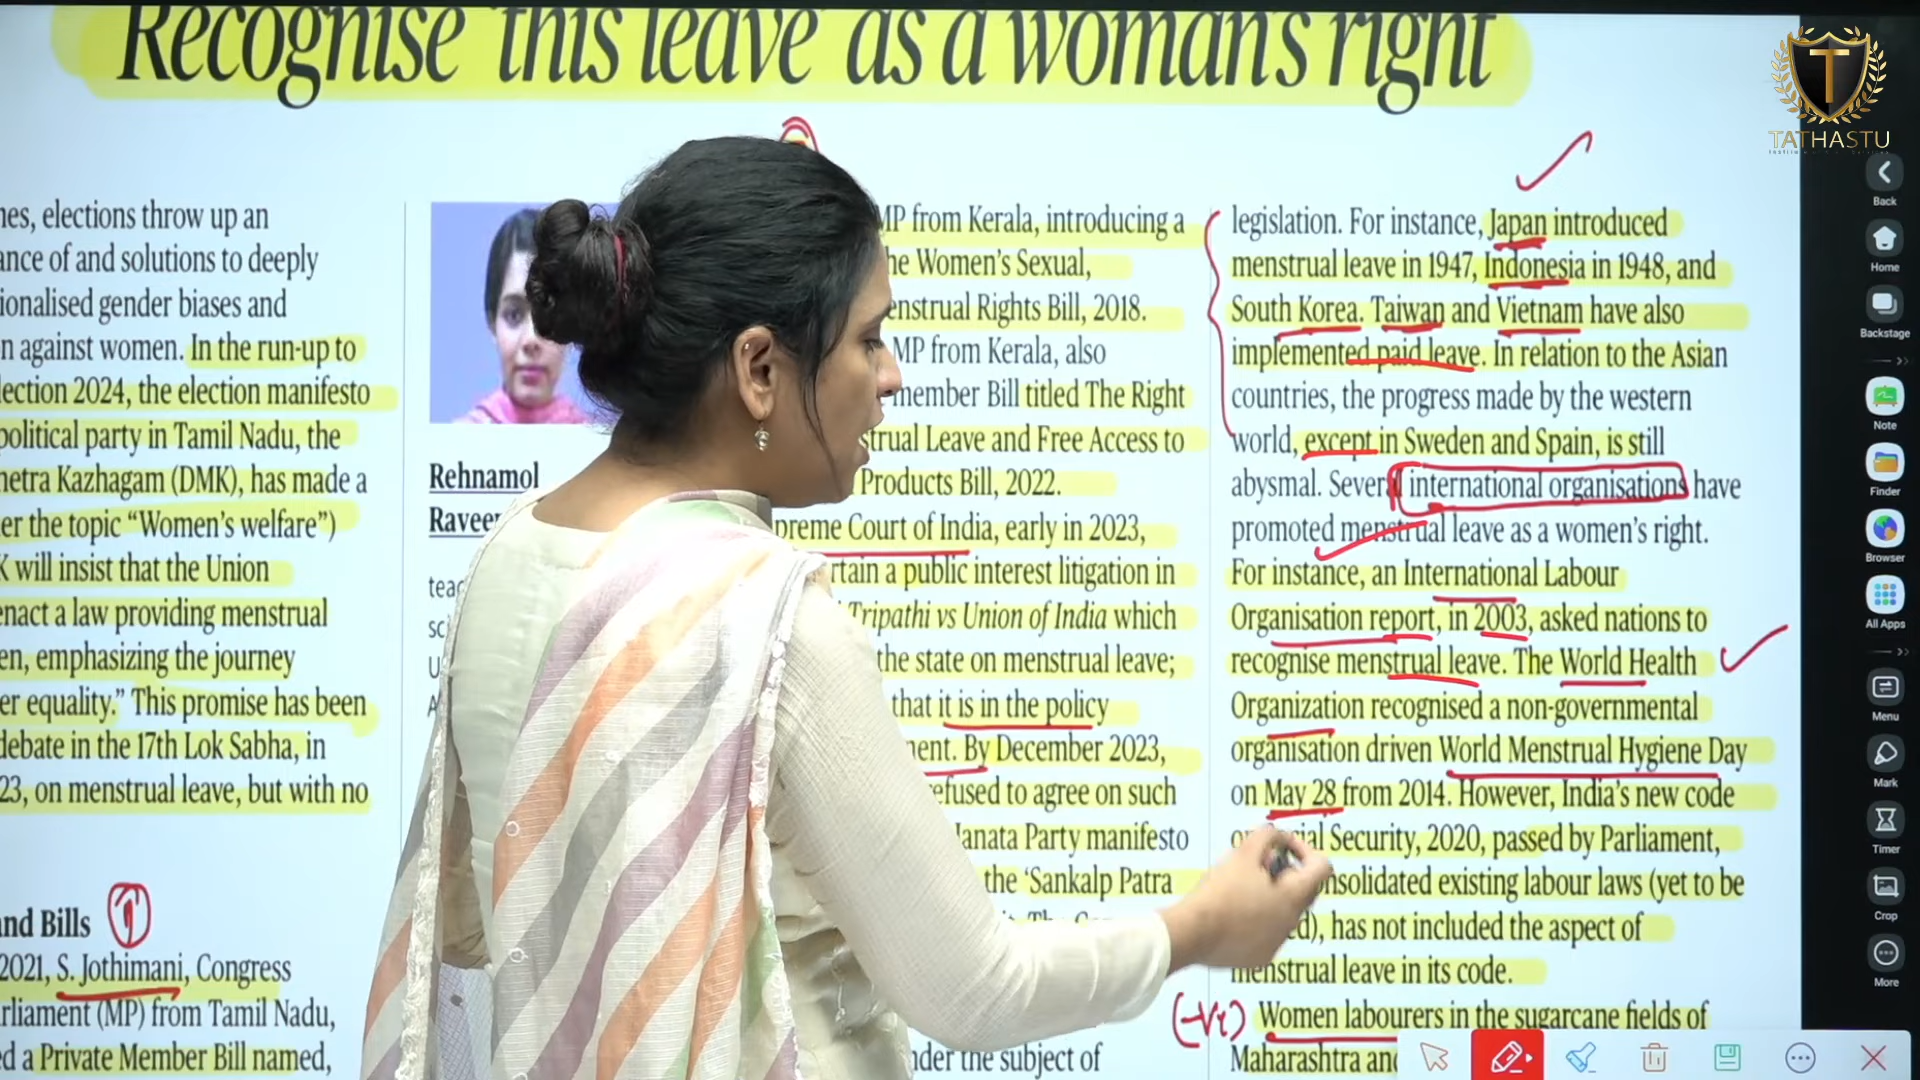 Recognise 'this leave' as a woman's right
TATHASTU
nes, elections throw up an
ance of and solutions to deeply
ionalised gender biases and
n against women. In the run-up to
lection 2024, the election manifesto
political party in Tamil Nadu, the
netra Kazhagam (DMK), has made a
er the topic "Women's welfare")
K will insist that the Union
enact a law providing menstrual
en, emphasizing the journey
er equality." This promise has been
debate in the 17th Lok Sabha, in
23, on menstrual leave, but with no
and Bills
2021, S. Jothimani, Congress
rliament (MP) from Tamil Nadu,
ed a Private Member Bill named,
Rehnamol
Raveen
MP from Kerala, introducing a
he Women's Sexual,
enstrual Rights Bill, 2018.
MP from Kerala, also
member Bill titled The Right
strual Leave and Free Access to
Products Bill, 2022.
preme Court of India, early in 2023,
rtain a public interest litigation in
Tripathi vs Union of India which
the state on menstrual leave;
that it is in the policy
ment. By December 2023,
refused to agree on such
Janata Party manifesto
the 'Sankalp Patra
nder the subject of
legislation. For instance, Japan introduced
menstrual leave in 1947, Indonesia in 1948, and
South Korea. Taiwan and Vietnam have also
implemented paid leave. In relation to the Asian
countries, the progress made by the western
world, except in Sweden and Spain, is still
abysmal. Several international organisations have
promoted menstrual leave as a women's right.
For instance, an International Labour
Organisation report, in 2003, asked nations to
recognise menstrual leave. The World Health
Organization recognised a non-governmental
organisation driven World Menstrual Hygiene Day
on May 28 from 2014. However, India's new code
on Social Security, 2020, passed by Parliament,
nsolidated existing labour laws (yet to be
ed), has not included the aspect of
menstrual leave in its code.
(-Ve) Women labourers in the sugarcane fields of
Maharashtra and
Back
Home
Backstage
Note
Finder
Browser
All Apps
Menu
Mark
Timer
Crop
More